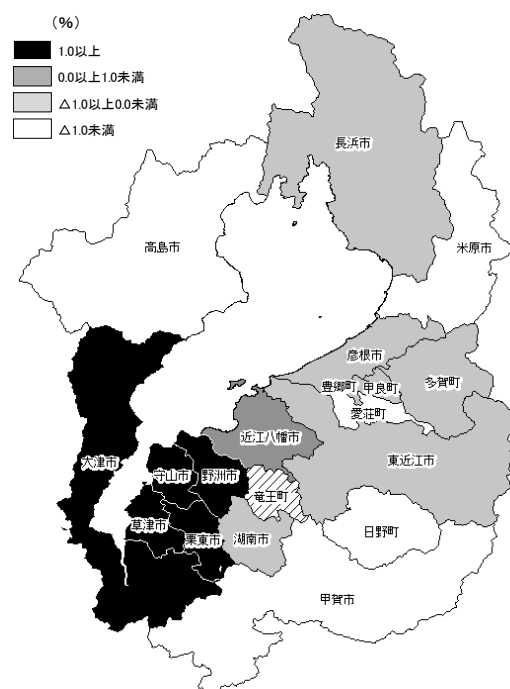 (%)
1.0以上
0.0以上1.0未満
△1.0以上0.0未満
△1.0未満
長浜市
高島市
米原市
彦根市
豊郷町
甲良町
多賀町
愛荘町
近江八幡市
東近江市
大津市
守山市
野洲市
竜王町
草津市
栗東市
湖南市
日野町
甲賀市